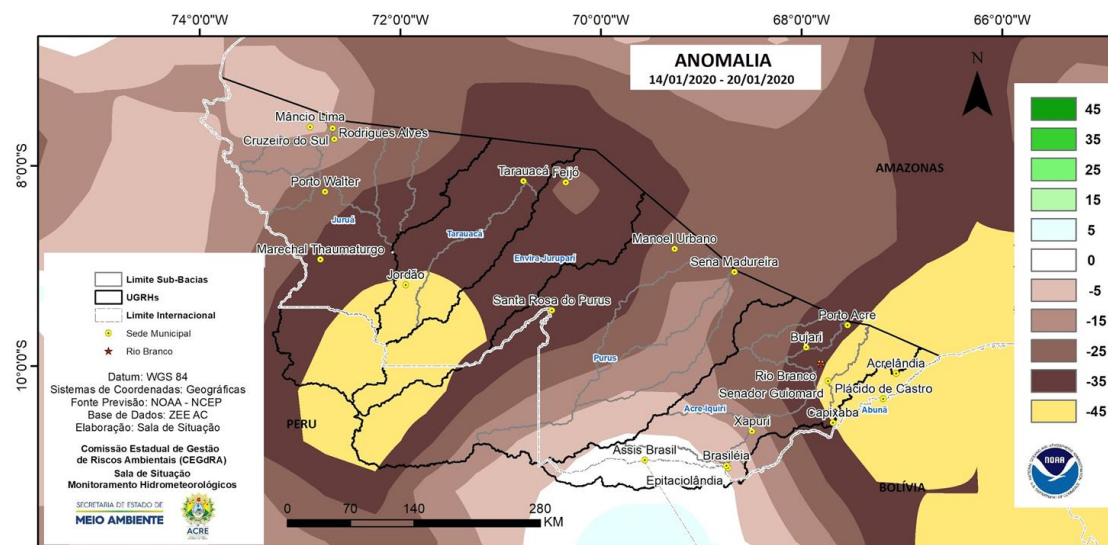 74°0'0"W
72°0'0"W
70°0'0"W
68°0'0"W
66°0'0"W
ANOMALIA
14/01/2020 - 20/01/2020
N
8°0'0"S
10°0'0"S
Mâncio Lima
Rodrigues Alves
Cruzeiro do Sul
Porto Walter
Juruá
Marechal Thaumaturgo
Tarauacá
Feijó
Tarauacá
Envira-Jurupari
Jordão
Manoel Urbano
Sena Madureira
Santa Rosa do Purus
Purus
Porto Acre
Bujari
Rio Branco
Acrelândia
Senador Guiomard
Plácido de Castro
Capixaba
Abunã
Acre-Iquiri
Xapuri
Assis Brasil
Brasiléia
Epitaciolândia
AMAZONAS
PERU
BOLÍVIA
45
35
25
15
5
0
-5
-15
-25
-35
-45
Limite Sub-Bacias
UGRHs
Limite Internacional
Sede Municipal
Rio Branco
Datum: WGS 84
Sistemas de Coordenadas: Geográficas
Fonte Previsão: NOAA - NCEP
Base de Dados: ZEE AC
Elaboração: Sala de Situação
Comissão Estadual de Gestão
de Riscos Ambientais (CEGdRA)
Sala de Situação
Monitoramento Hidrometeorológicos
SECRETARIA DE ESTADO DE
MEIO AMBIENTE
ACRE
0
70
140
280
KM
NOAA